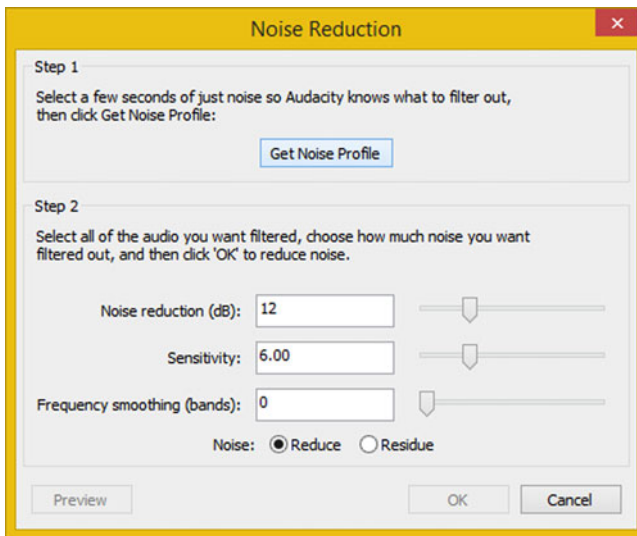 Noise Reduction
Step 1
Select a few seconds of just noise so Audacity knows what to filter out,
then click Get Noise Profile:
Get Noise Profile
Step 2
Select all of the audio you want filtered, choose how much noise you want
filtered out, and then click 'OK' to reduce noise.
Noise reduction (dB): 12
Sensitivity: 6.00
Frequency smoothing (bands): 0
Noise: Reduce Residue
Preview OK Cancel